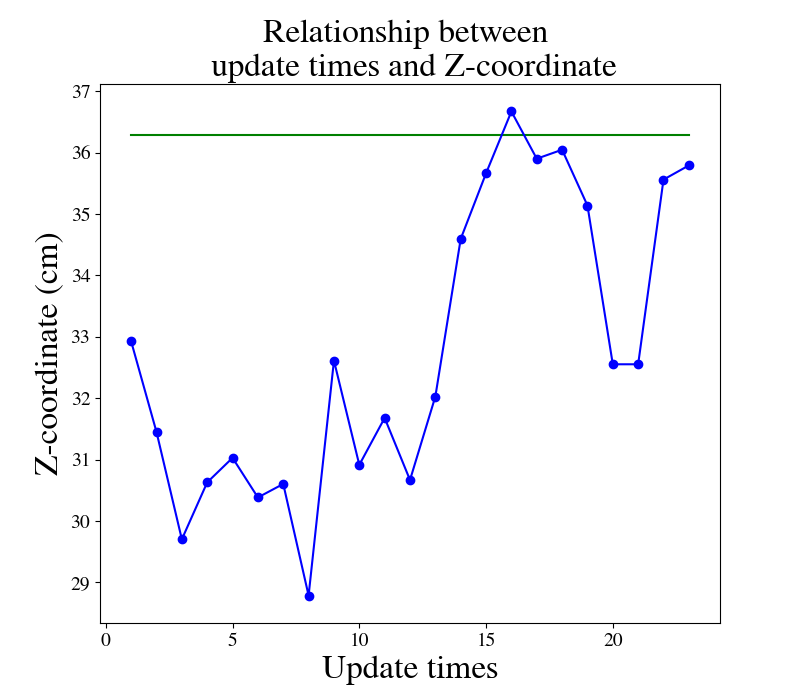 Relationship between
update times and Z-coordinate
37
36
35
34
33
32
31
30
29
Z-coordinate (cm)
0 5 10 15 20
Update times